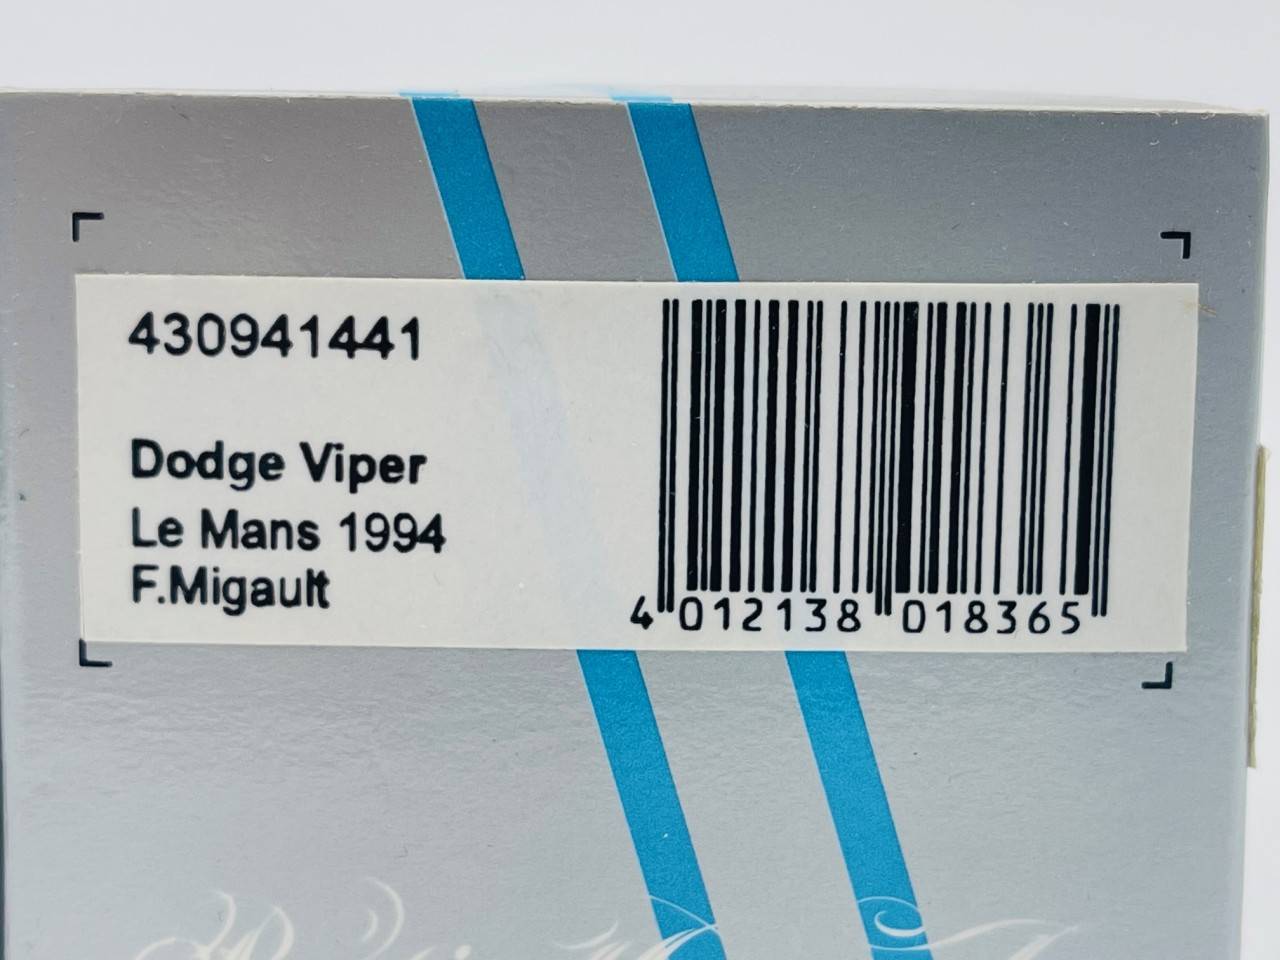 430941441
Dodge Viper
Le Mans 1994
F.Migault
4 012138 018365